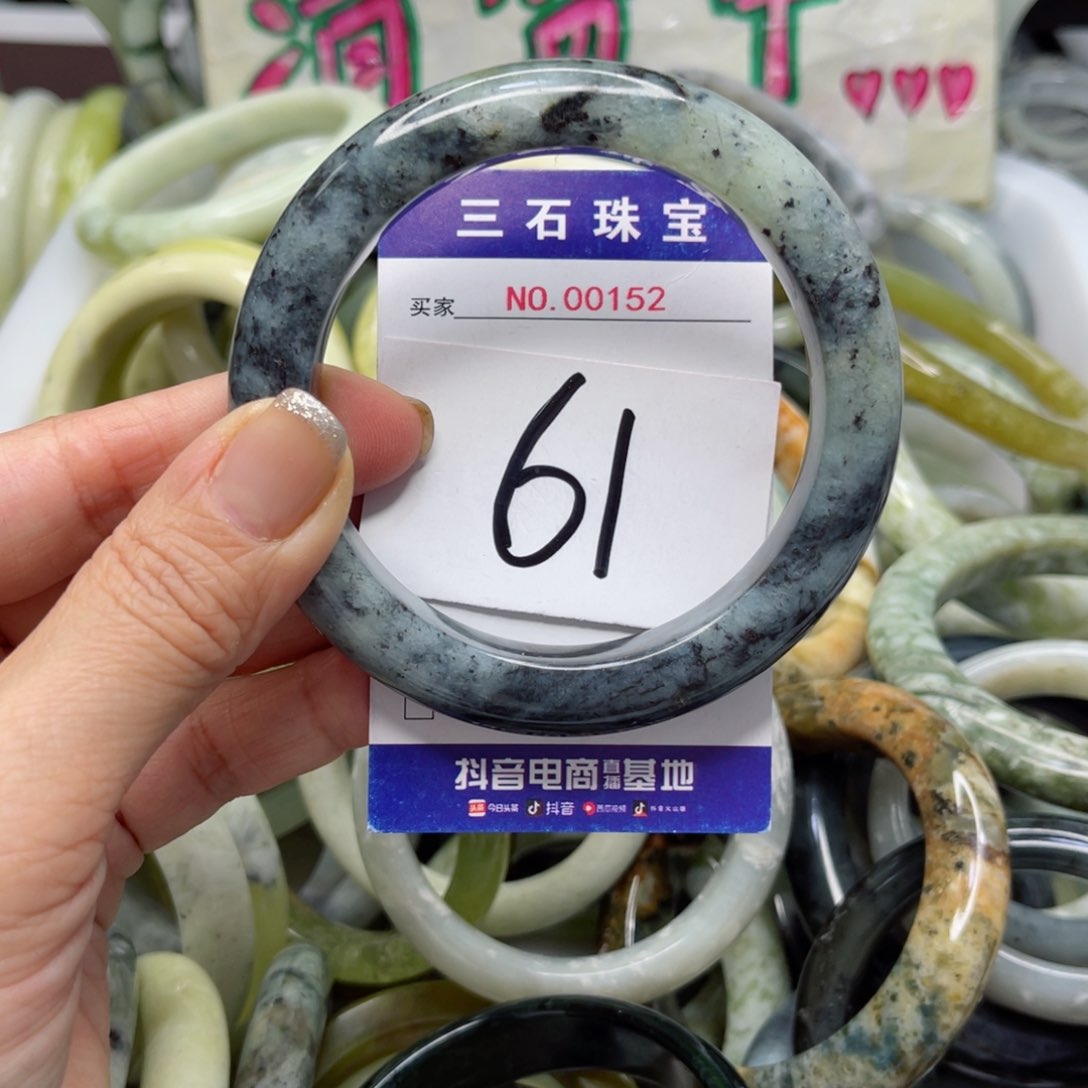 三石珠宝
买家 NO.00152
61
抖音电商直播基地
今日头条 抖音 西瓜视频 抖音火山版